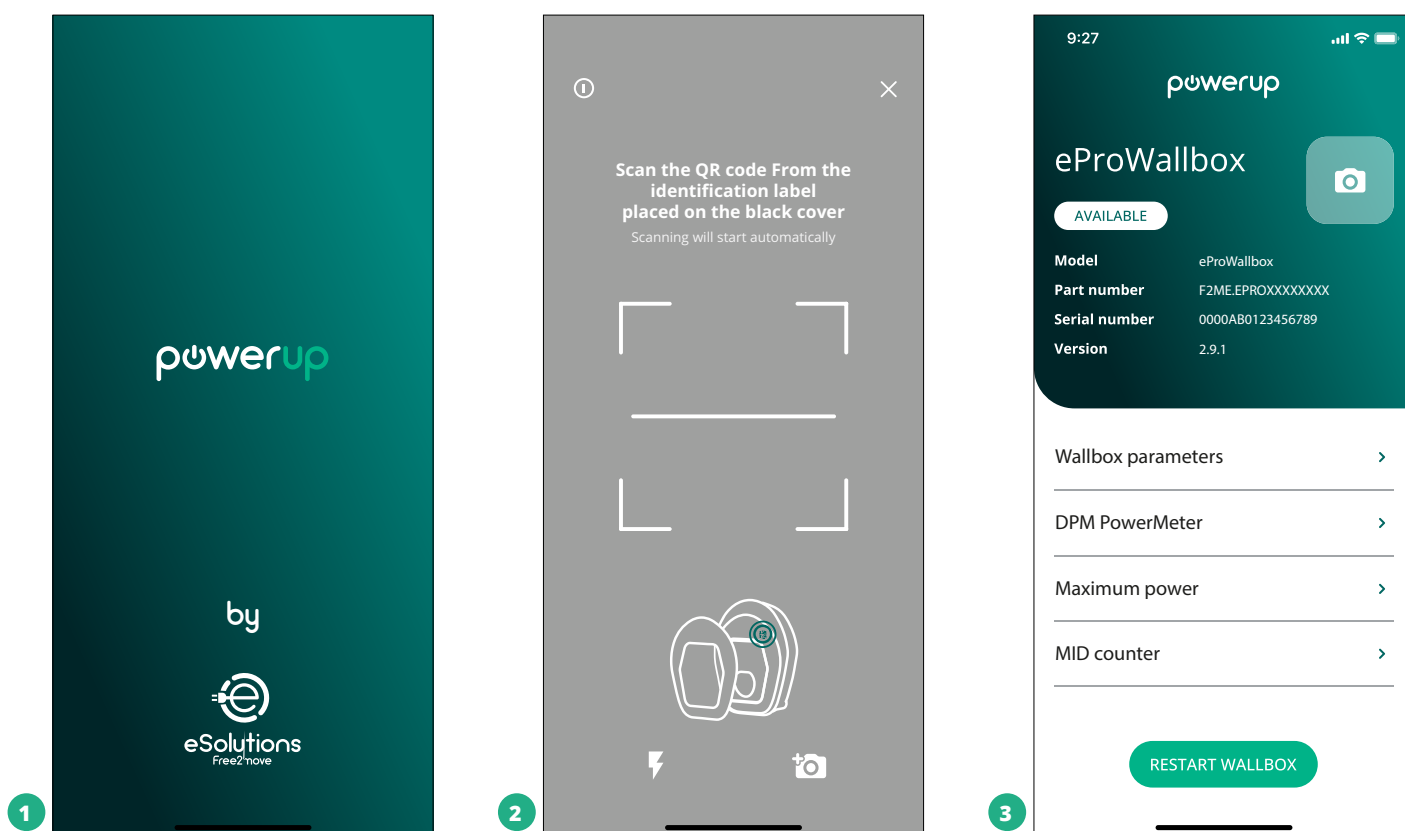 powerup
by
eSolutions
Free2move
1
Scan the QR code From the
identification label
placed on the black cover
Scanning will start automatically
2
9:27
powerup
eProWallbox
AVAILABLE
Model eProWallbox
Part number F2ME.EPROXXXXXXXX
Serial number 0000AB0123456789
Version 2.9.1
Wallbox parameters
DPM PowerMeter
Maximum power
MID counter
RESTART WALLBOX
3